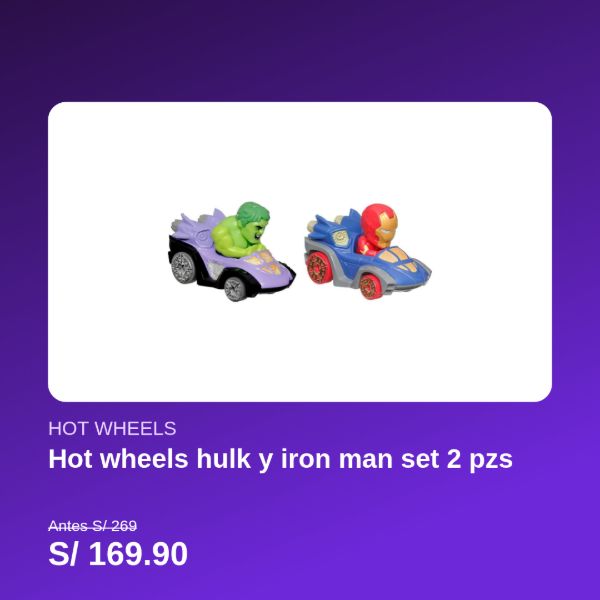 HOT WHEELS
Hot wheels hulk y iron man set 2 pzs
Antes S/ 269
S/ 169.90